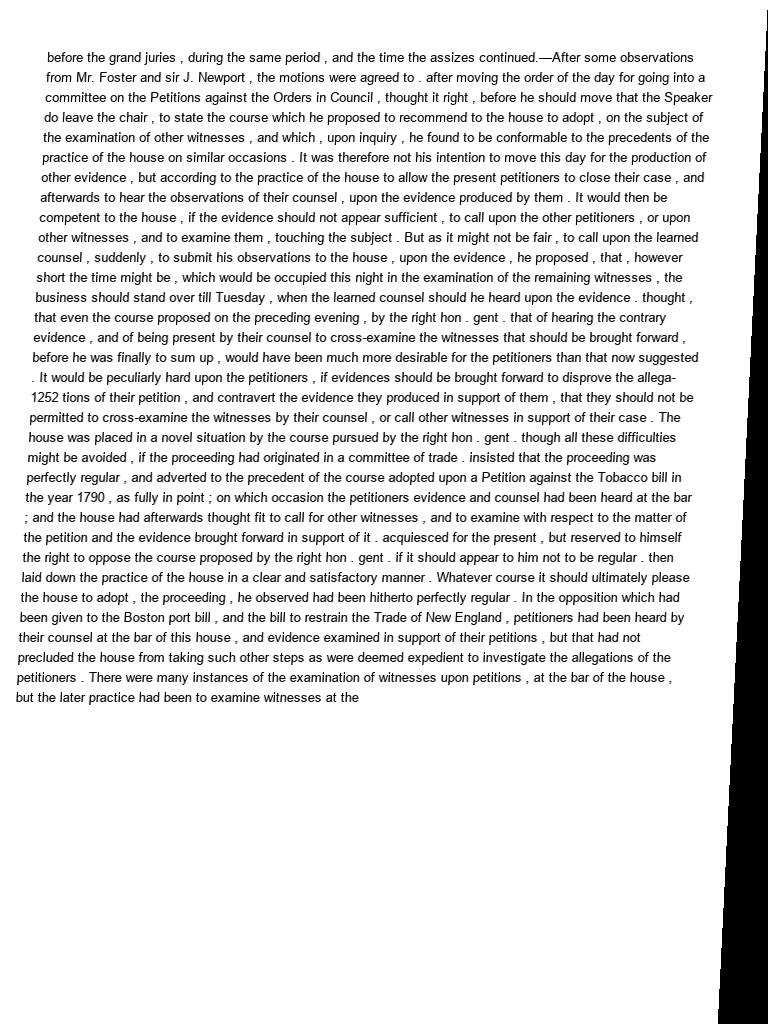 before the grand juries , during the same period , and the time the assizes continued.—After some observations
from Mr. Foster and sir J. Newport , the motions were agreed to . after moving the order of the day for going into a
committee on the Petitions against the Orders in Council , thought it right , before he should move that the Speaker
do leave the chair , to state the course which he proposed to recommend to the house to adopt , on the subject of
the examination of other witnesses , and which , upon inquiry , he found to be conformable to the precedents of the
practice of the house on similar occasions . It was therefore not his intention to move this day for the production of
other evidence , but according to the practice of the house to allow the present petitioners to close their case , and
afterwards to hear the observations of their counsel , upon the evidence produced by them . It would then be
competent to the house , if the evidence should not appear sufficient , to call upon the other petitioners , or upon
other witnesses , and to examine them , touching the subject . But as it might not be fair , to call upon the learned
counsel , suddenly , to submit his observations to the house , upon the evidence , he proposed , that , however
short the time might be , which would be occupied this night in the examination of the remaining witnesses , the
business should stand over till Tuesday , when the learned counsel should he heard upon the evidence . thought ,
that even the course proposed on the preceding evening , by the right hon . gent . that of hearing the contrary
evidence , and of being present by their counsel to cross-examine the witnesses that should be brought forward ,
before he was finally to sum up , would have been much more desirable for the petitioners than that now suggested
. It would be peculiarly hard upon the petitioners , if evidences should be brought forward to disprove the allega-
1252 tions of their petition , and contravert the evidence they produced in support of them , that they should not be
permitted to cross-examine the witnesses by their counsel , or call other witnesses in support of their case . The
house was placed in a novel situation by the course pursued by the right hon . gent . though all these difficulties
might be avoided , if the proceeding had originated in a committee of trade . insisted that the proceeding was
perfectly regular , and adverted to the precedent of the course adopted upon a Petition against the Tobacco bill in
the year 1790 , as fully in point ; on which occasion the petitioners evidence and counsel had been heard at the bar
; and the house had afterwards thought fit to call for other witnesses , and to examine with respect to the matter of
the petition and the evidence brought forward in support of it . acquiesced for the present , but reserved to himself
the right to oppose the course proposed by the right hon . gent . if it should appear to him not to be regular . then
laid down the practice of the house in a clear and satisfactory manner . Whatever course it should ultimately please
the house to adopt , the proceeding , he observed had been hitherto perfectly regular . In the opposition which had
been given to the Boston port bill , and the bill to restrain the Trade of New England , petitioners had been heard by
their counsel at the bar of this house , and evidence examined in support of their petitions , but that had not
precluded the house from taking such other steps as were deemed expedient to investigate the allegations of the
petitioners . There were many instances of the examination of witnesses upon petitions , at the bar of the house ,
but the later practice had been to examine witnesses at the